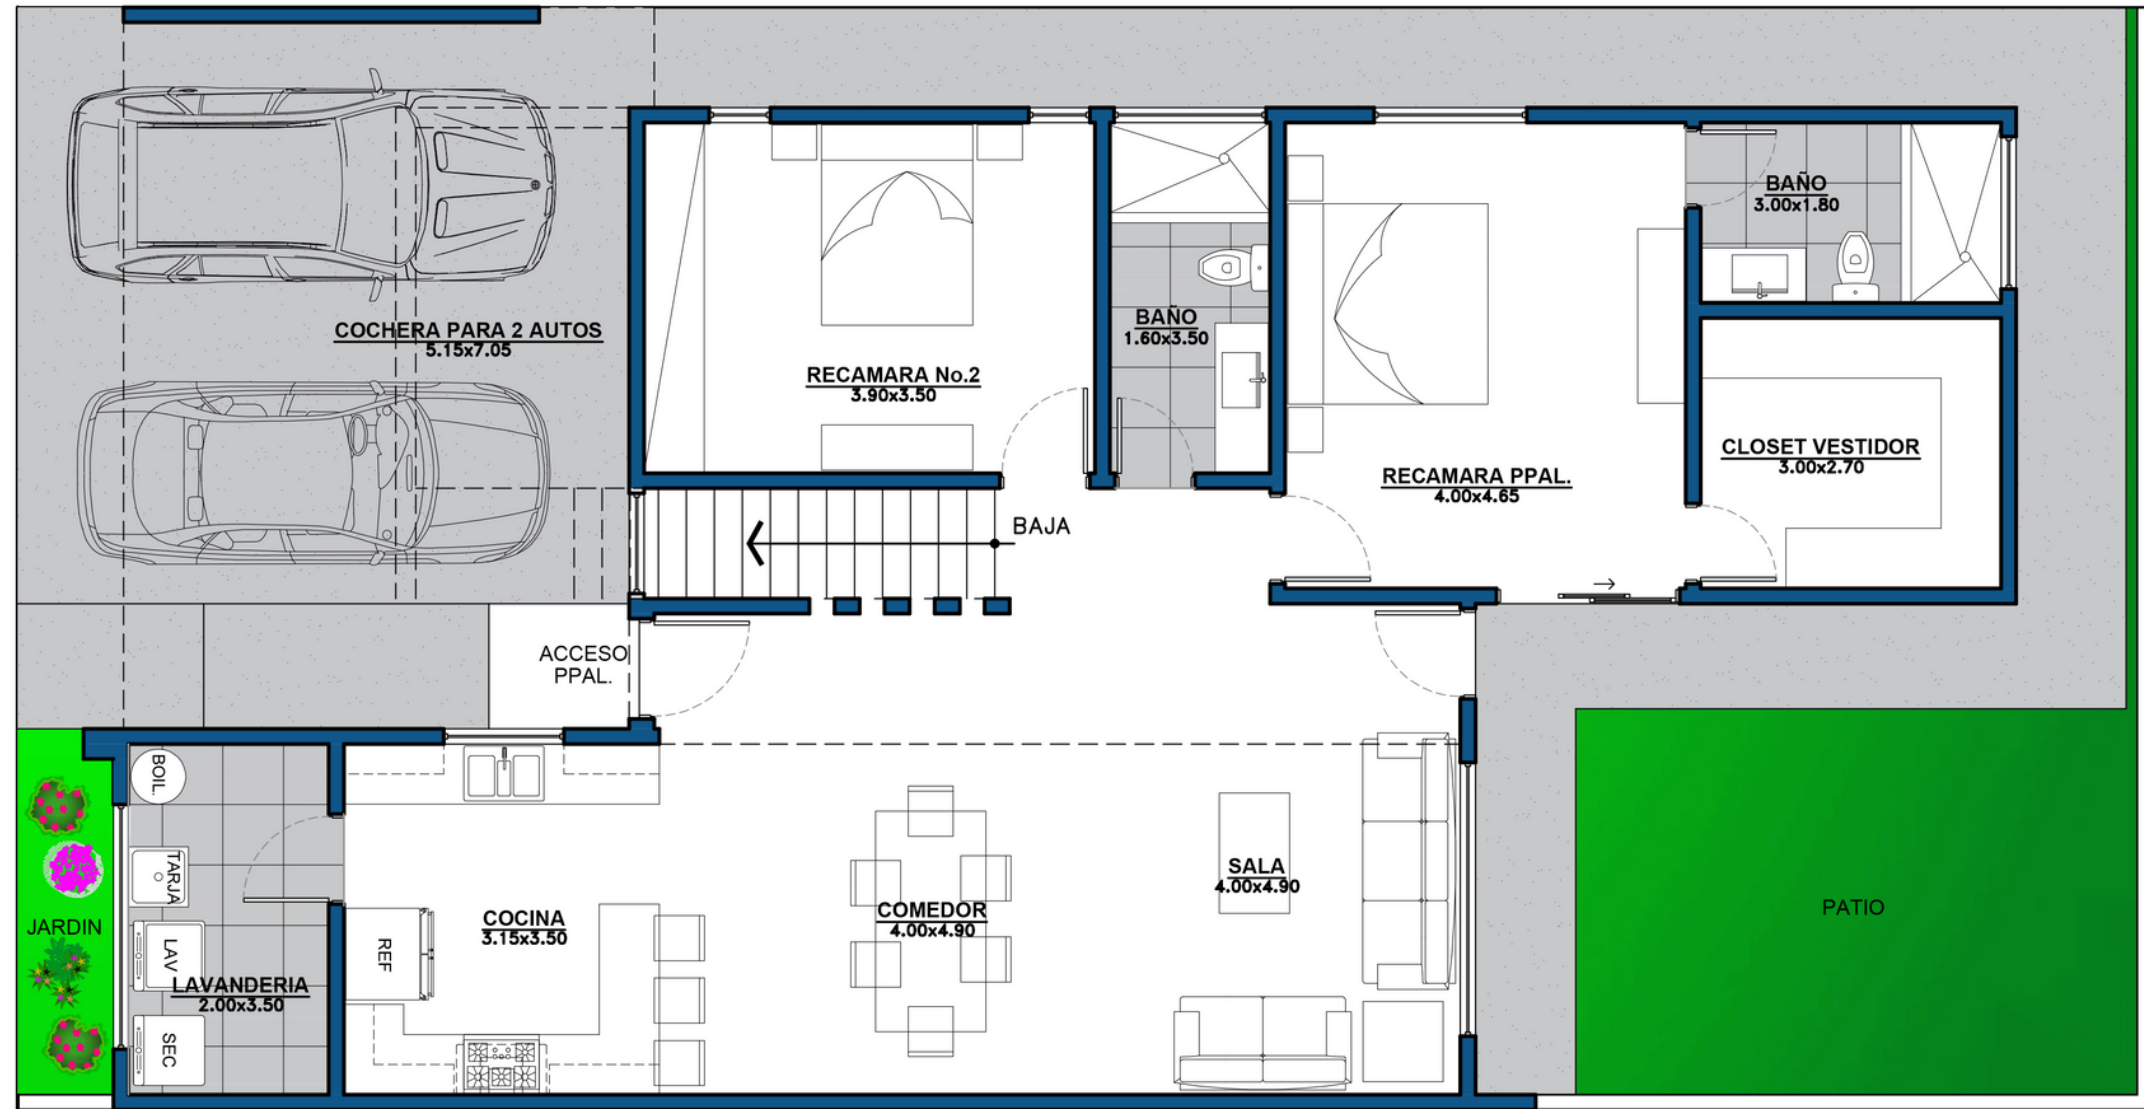 BAÑO
3.00x1.80
COCHERA PARA 2 AUTOS
5.15x7.05
BAÑO
1.60x3.50
RECAMARA No.2
3.90x3.50
CLOSET VESTIDOR
3.00x2.70
RECAMARA PPAL.
4.00x4.65
BAJA
ACCESO
PPAL.
BOIL.
TARJA
SALA
4.00x4.90
COMEDOR
4.00x4.90
PATIO
COCINA
3.15x3.50
JARDIN
REF
LAV
LAVANDERIA
2.00x3.50
SEC